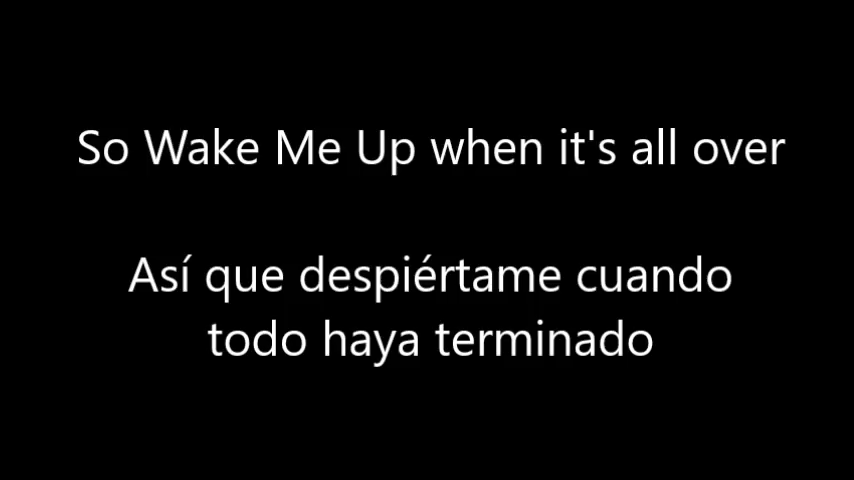 So Wake Me Up when it's all over
Así que despiértame cuando
todo haya terminado